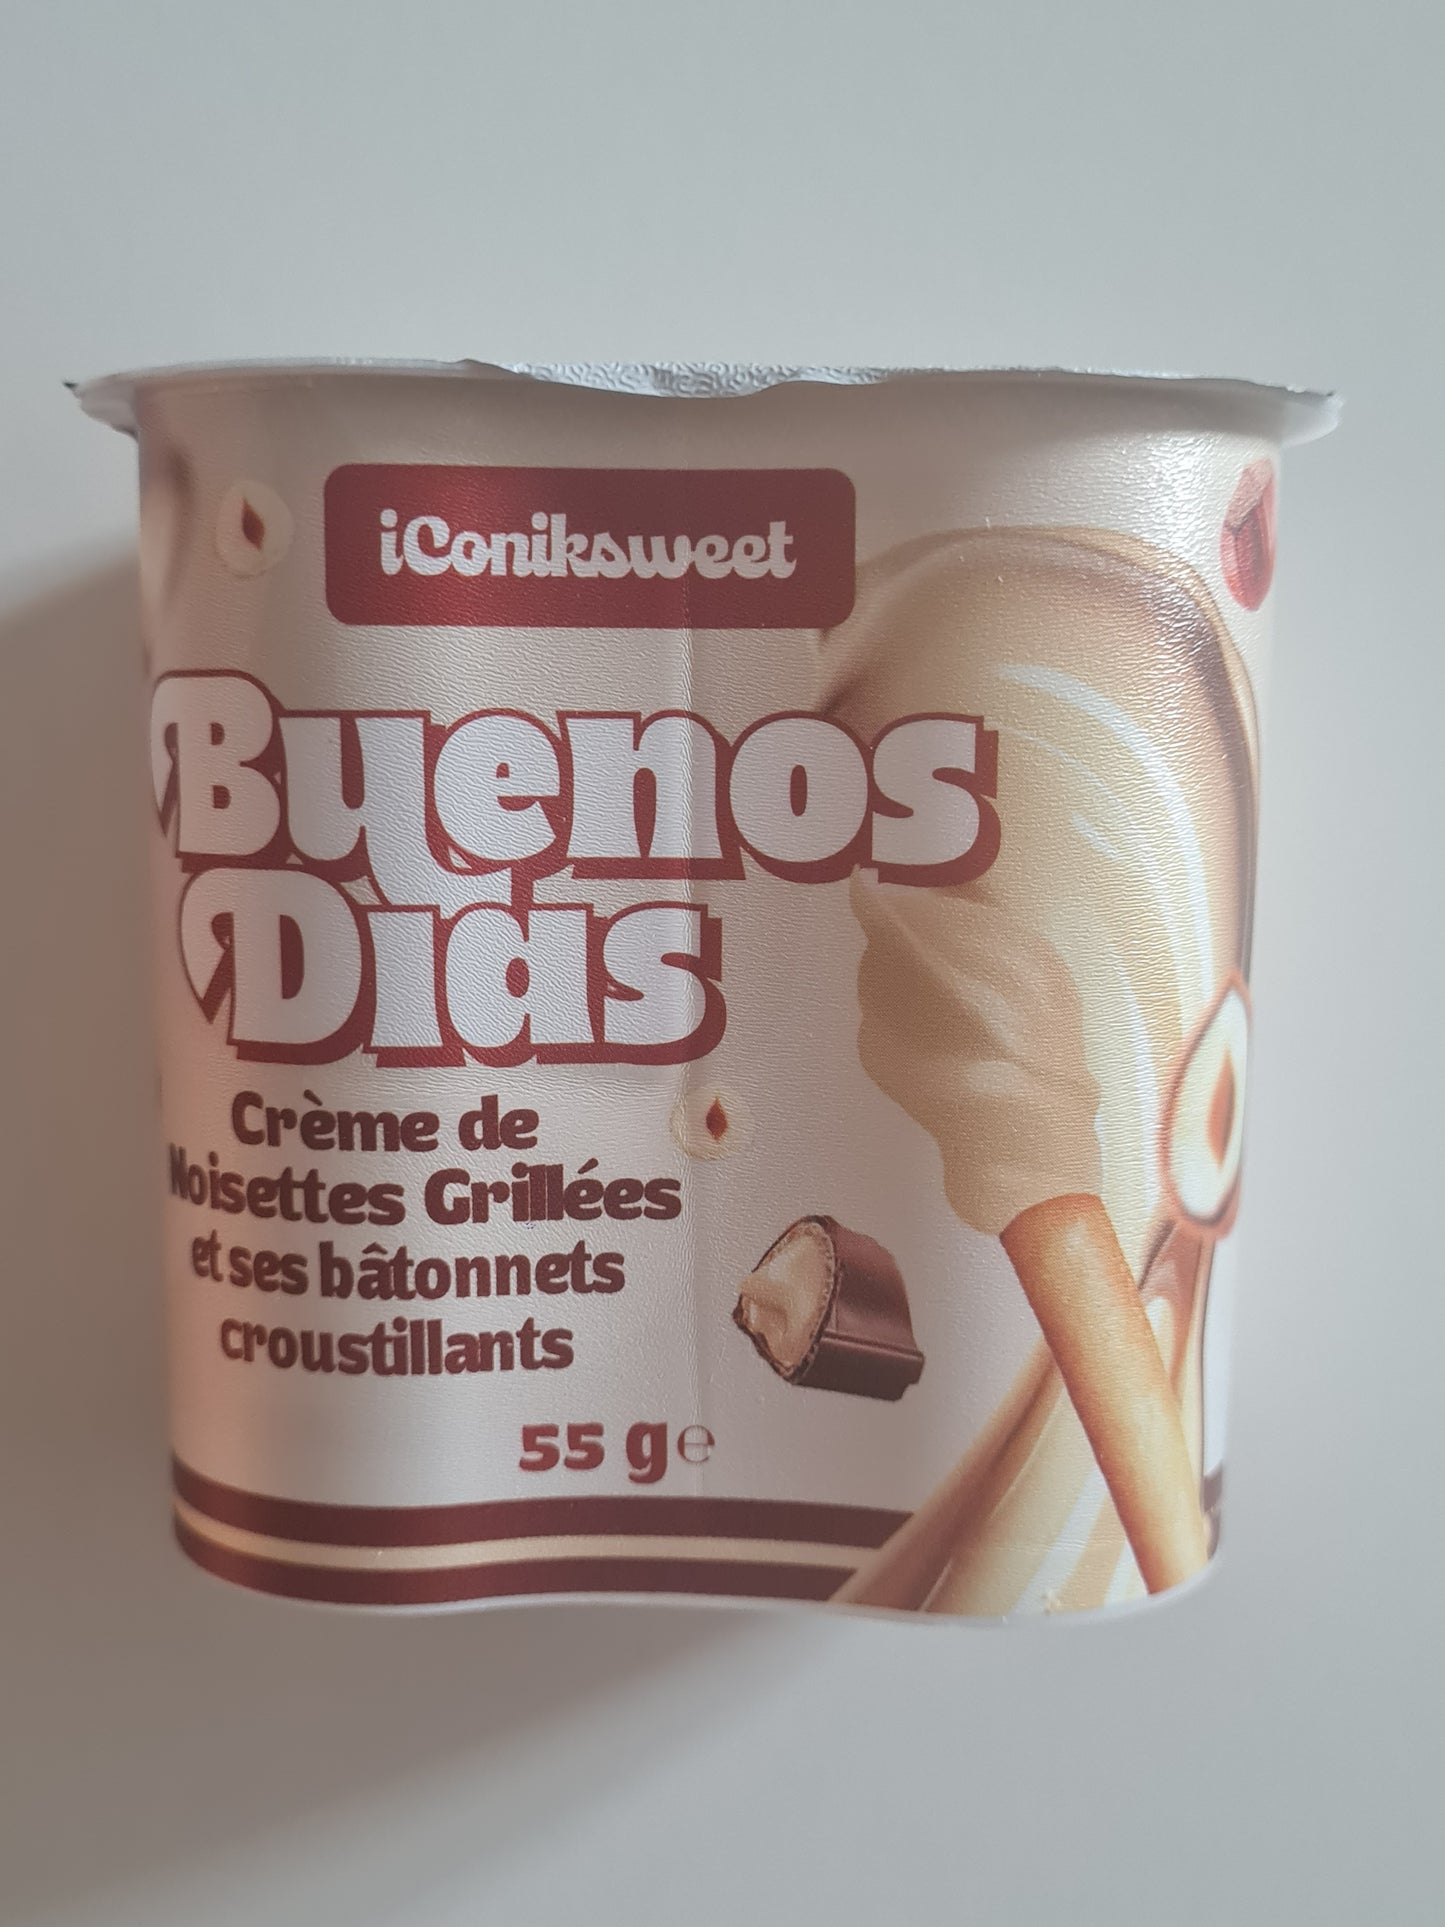 iConiksweet
Buenos
Dias
Crème de
Noisettes Grillées
et ses bâtonnets
croustillants
55 g ℮